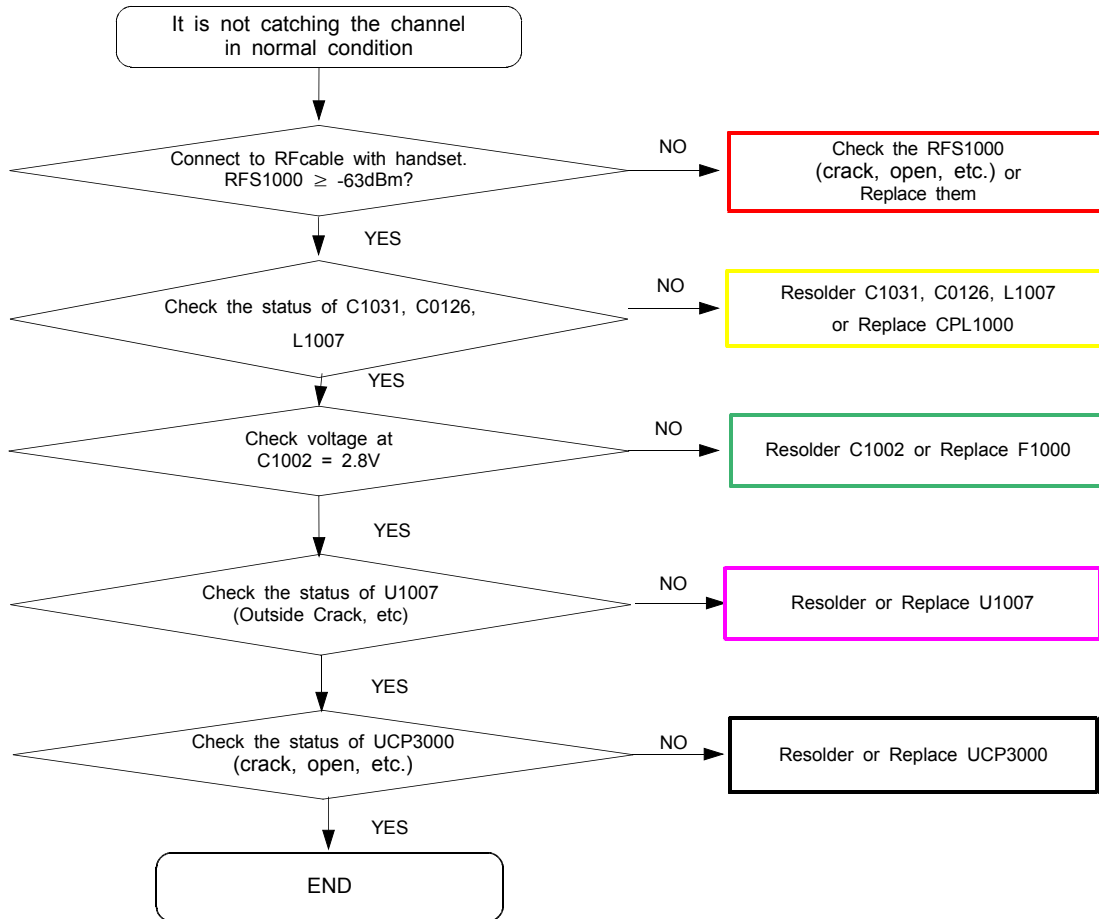 It is not catching the channel
in normal condition
Connect to RFcable with handset.
RFS1000 ≥ -63dBm?
NO
Check the RFS1000
(crack, open, etc.) or
Replace them
YES
Check the status of C1031, C0126,
L1007
NO
Resolder C1031, C0126, L1007
or Replace CPL1000
YES
Check voltage at
C1002 = 2.8V
NO
Resolder C1002 or Replace F1000
YES
Check the status of U1007
(Outside Crack, etc)
NO
Resolder or Replace U1007
YES
Check the status of UCP3000
(crack, open, etc.)
NO
Resolder or Replace UCP3000
YES
END